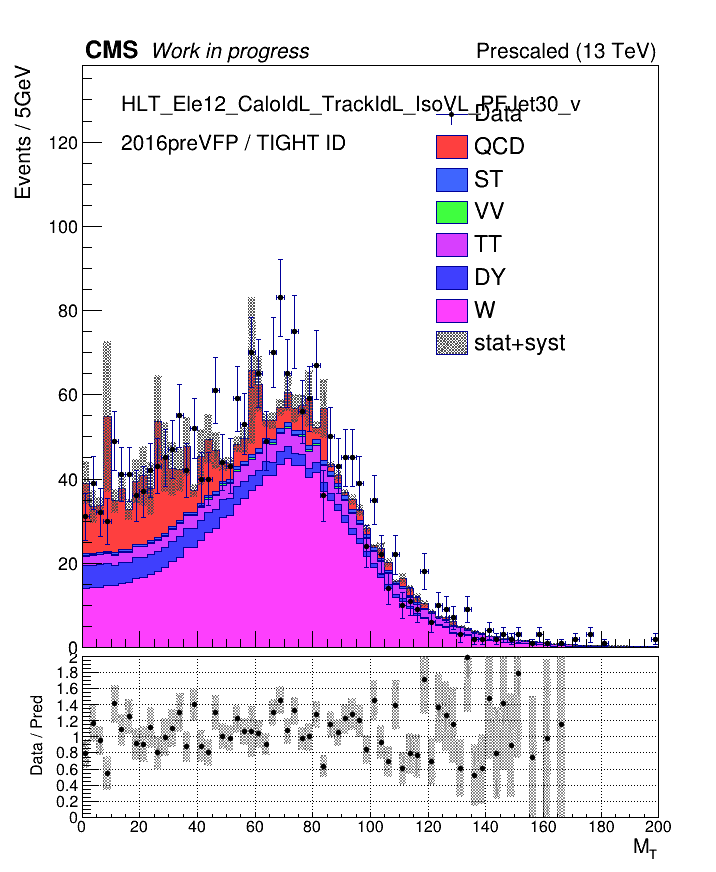 CMS Work in progress Prescaled (13 TeV)
Events / 5GeV
HLT_Ele12_CaloIdL_TrackIdL_IsoVL_PFJet30_v
2016preVFP / TIGHT ID
Data
QCD
ST
VV
TT
DY
W
stat+syst
120
100
80
60
40
20
0
Data / Pred
2
1.8
1.6
1.4
1.2
1
0.8
0.6
0.4
0.2
0
0 20 40 60 80 100 120 140 160 180 200
M_T